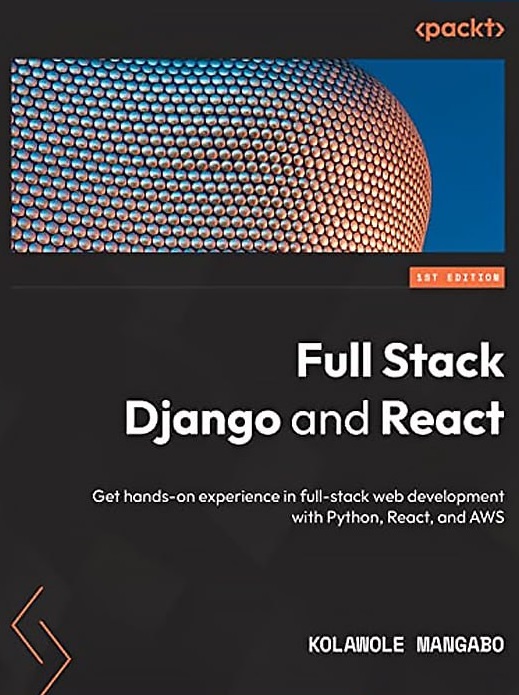 <packt>
1ST EDITION
Full Stack
Django and React
Get hands-on experience in full-stack web development
with Python, React, and AWS
KOLAWOLE MANGABO